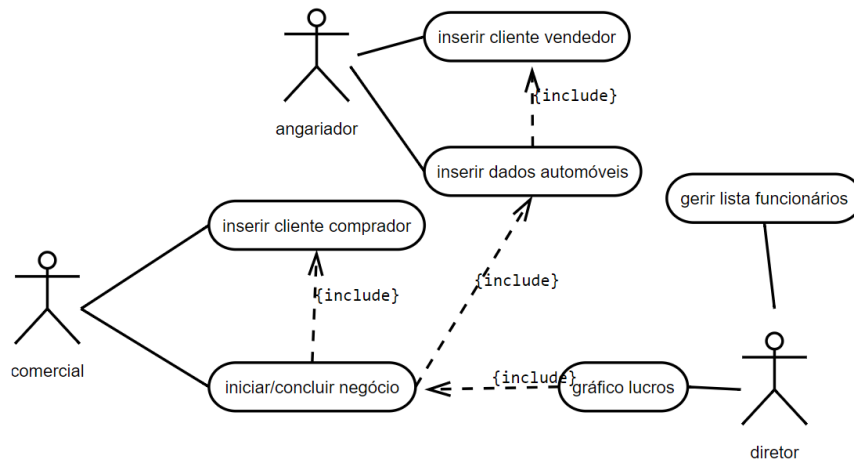 inserir cliente vendedor
{include}
angariador
inserir dados automóveis
gerir lista funcionários
inserir cliente comprador
{include}
{include}
comercial
iniciar/concluir negócio
{include}
gráfico lucros
diretor